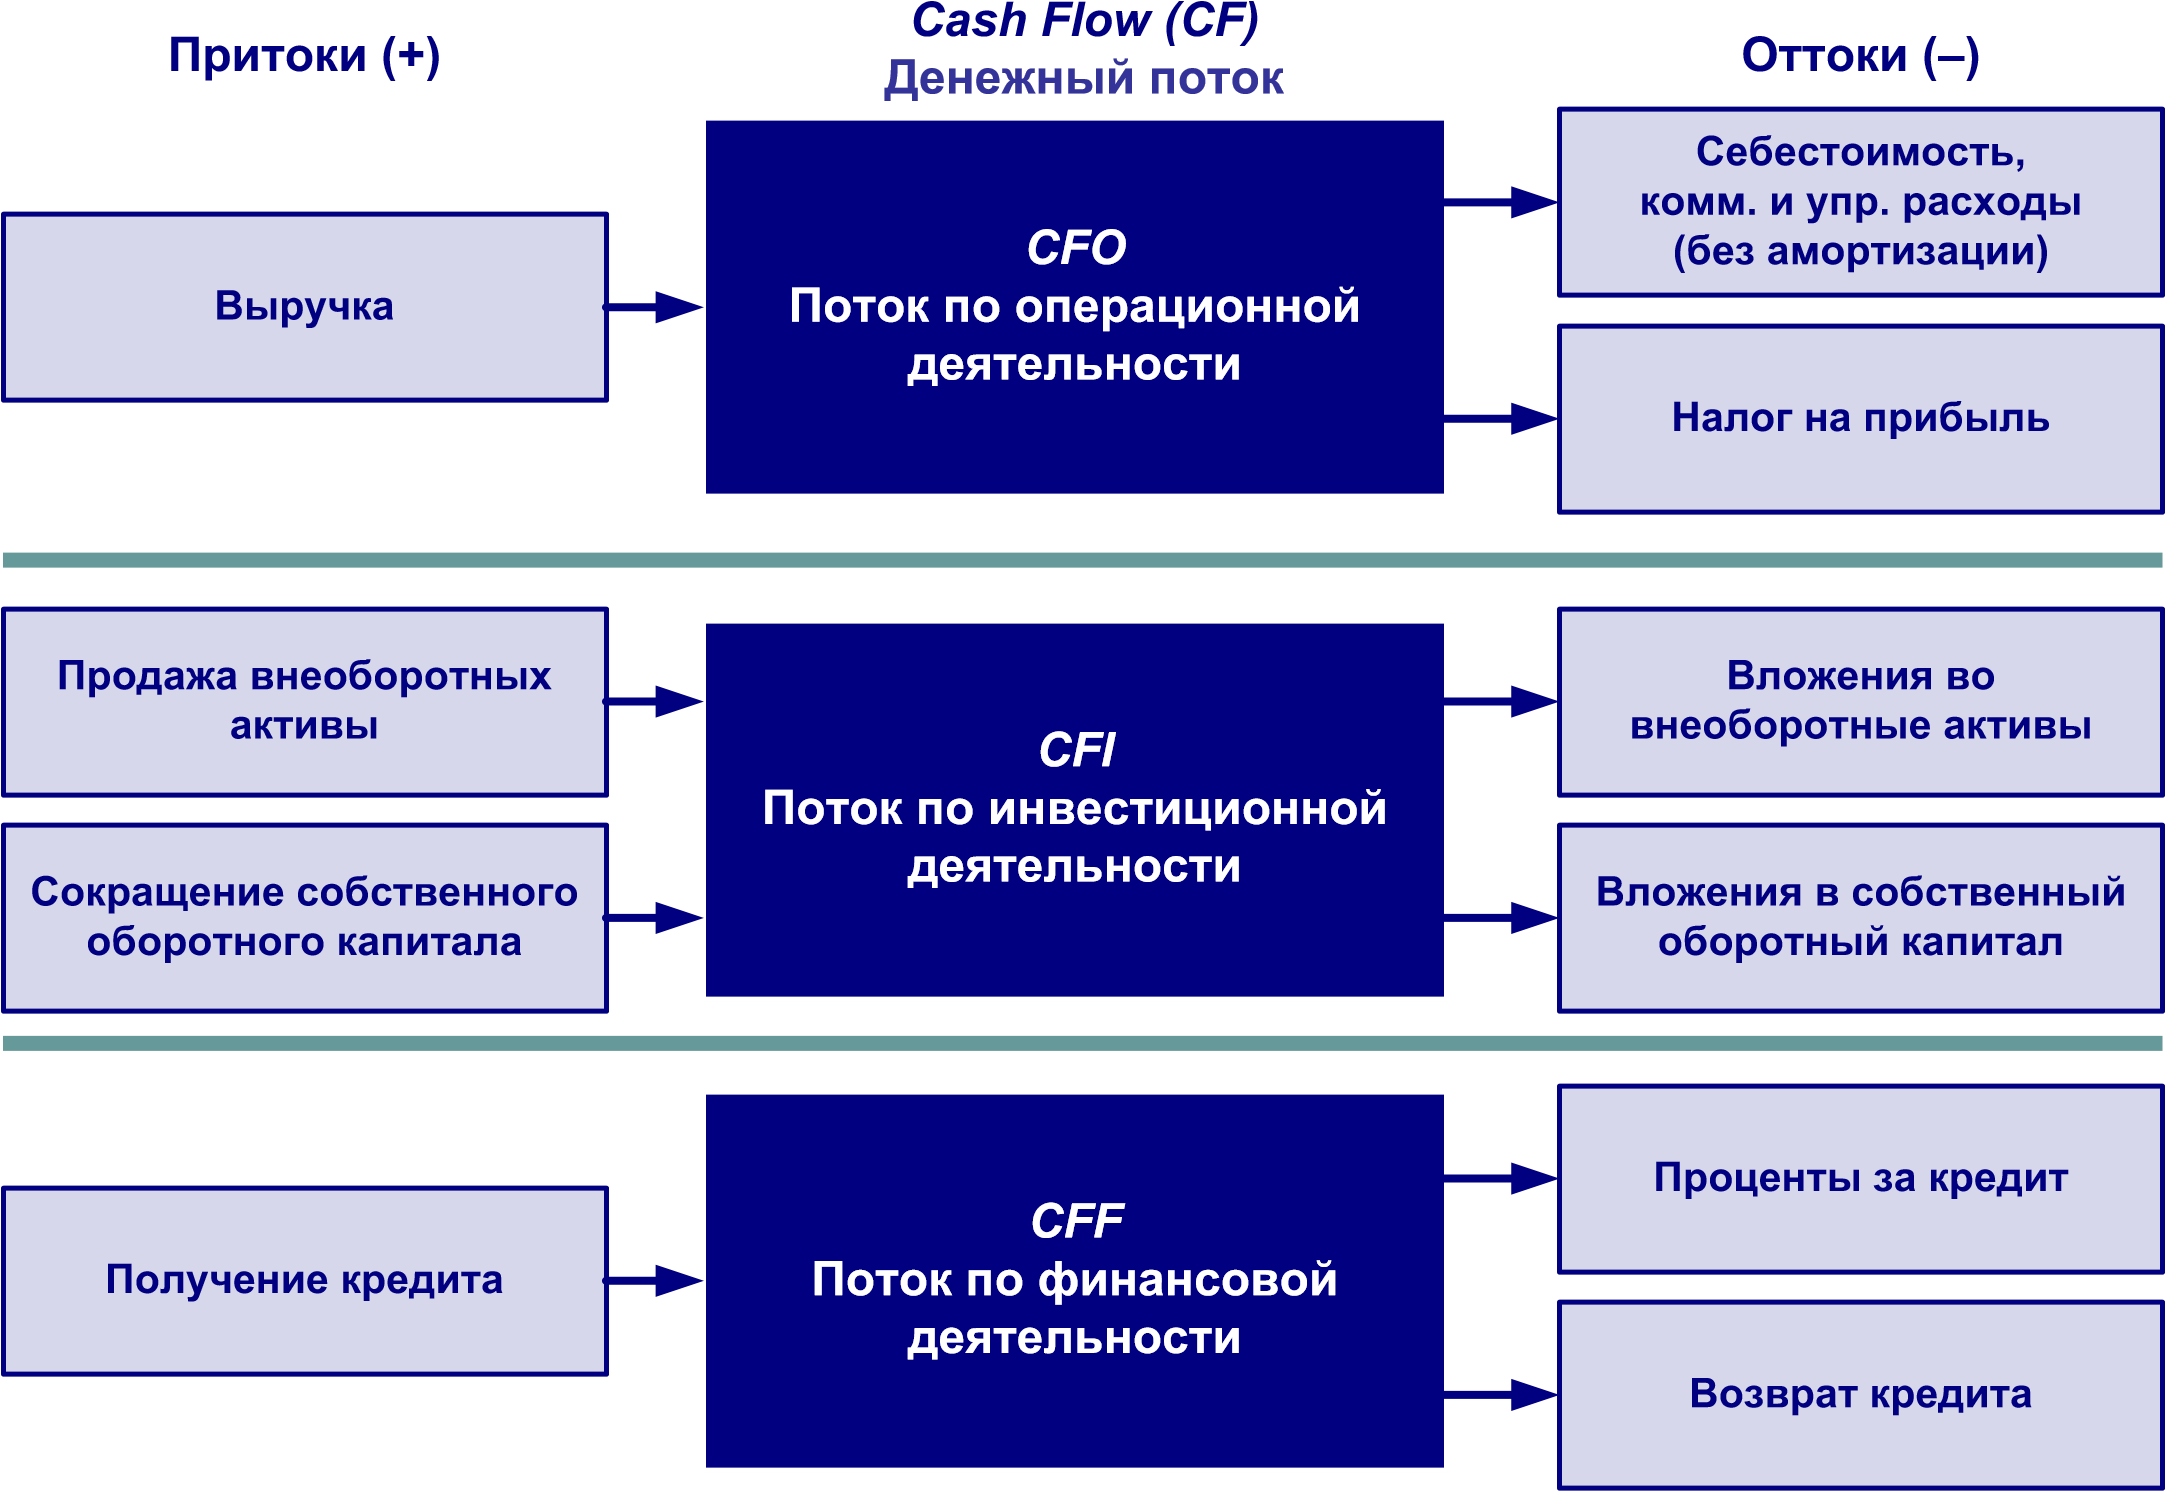 Притоки (+)
Cash Flow (CF)
Денежный поток
Оттоки (–)
Выручка
CFO
Поток по операционной
деятельности
Себестоимость,
комм. и упр. расходы
(без амортизации)
Налог на прибыль
Продажа внеоборотных
активы
Сокращение собственного
оборотного капитала
CFI
Поток по инвестиционной
деятельности
Вложения во
внеоборотные активы
Вложения в собственный
оборотный капитал
Получение кредита
CFF
Поток по финансовой
деятельности
Проценты за кредит
Возврат кредита